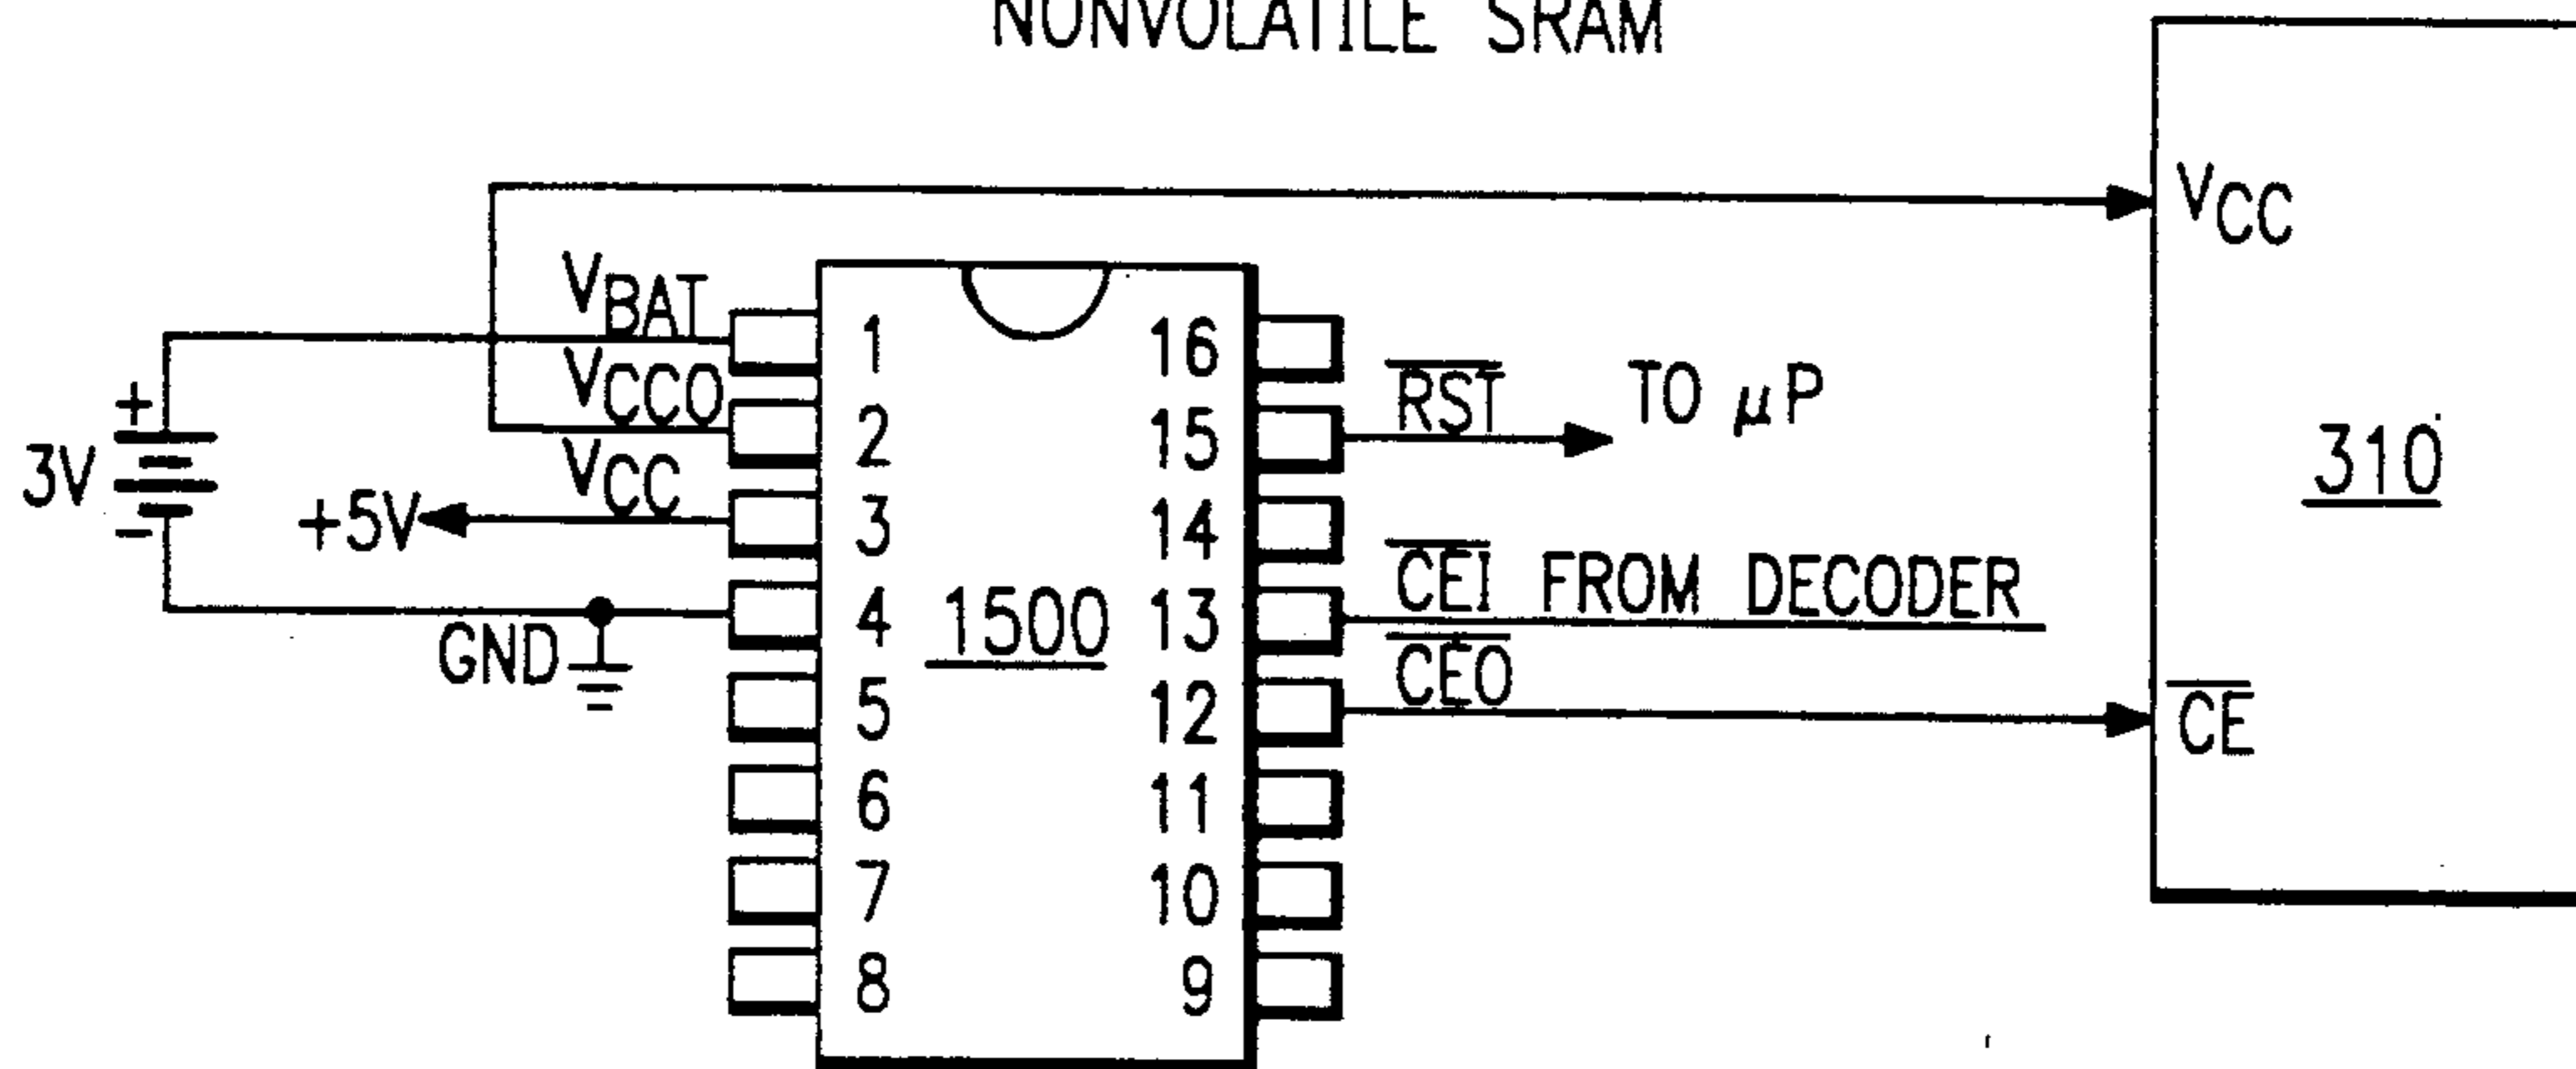 NONVOLATILE SRAM
VCC
VBAT
VCCO
VCC
3V
+
-
+5V
GND
1 16
2 15
3 14
4 13
5 12
6 11
7 10
8 9
1500
RST TO μP
CEI FROM DECODER
CEO
310
CE